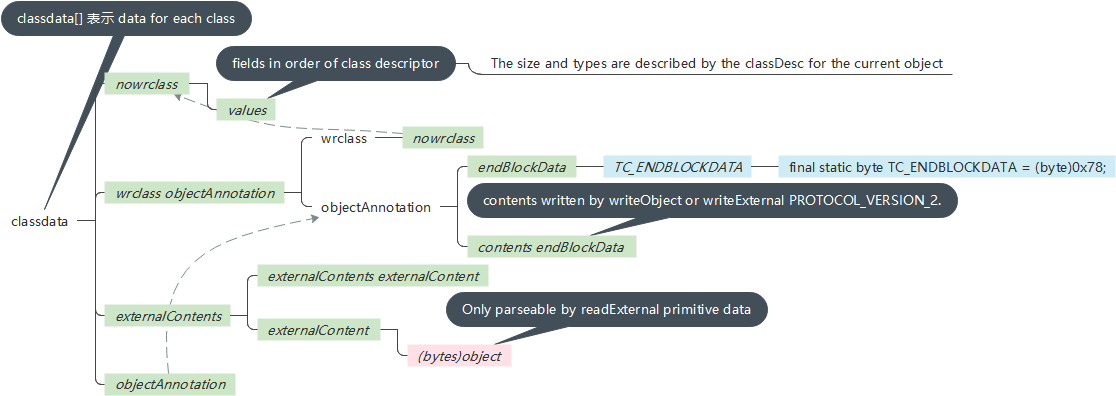 classdata[] 表示 data for each class
fields in order of class descriptor
The size and types are described by the classDesc for the current object
nowrclass
values
wrclass
nowrclass
endBlockData
TC_ENDBLOCKDATA
final static byte TC_ENDBLOCKDATA = (byte)0x78;
wrclass objectAnnotation
objectAnnotation
contents written by writeObject or writeExternal PROTOCOL_VERSION_2.
classdata
contents endBlockData
externalContents externalContent
externalContents
Only parseable by readExternal primitive data
externalContent
(bytes)object
objectAnnotation